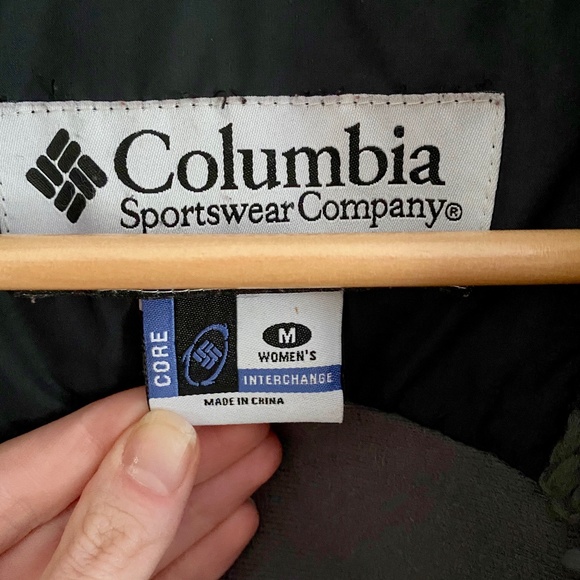 Columbia
Sportswear Company®
CORE
M
WOMEN'S
INTERCHANGE
MADE IN CHINA